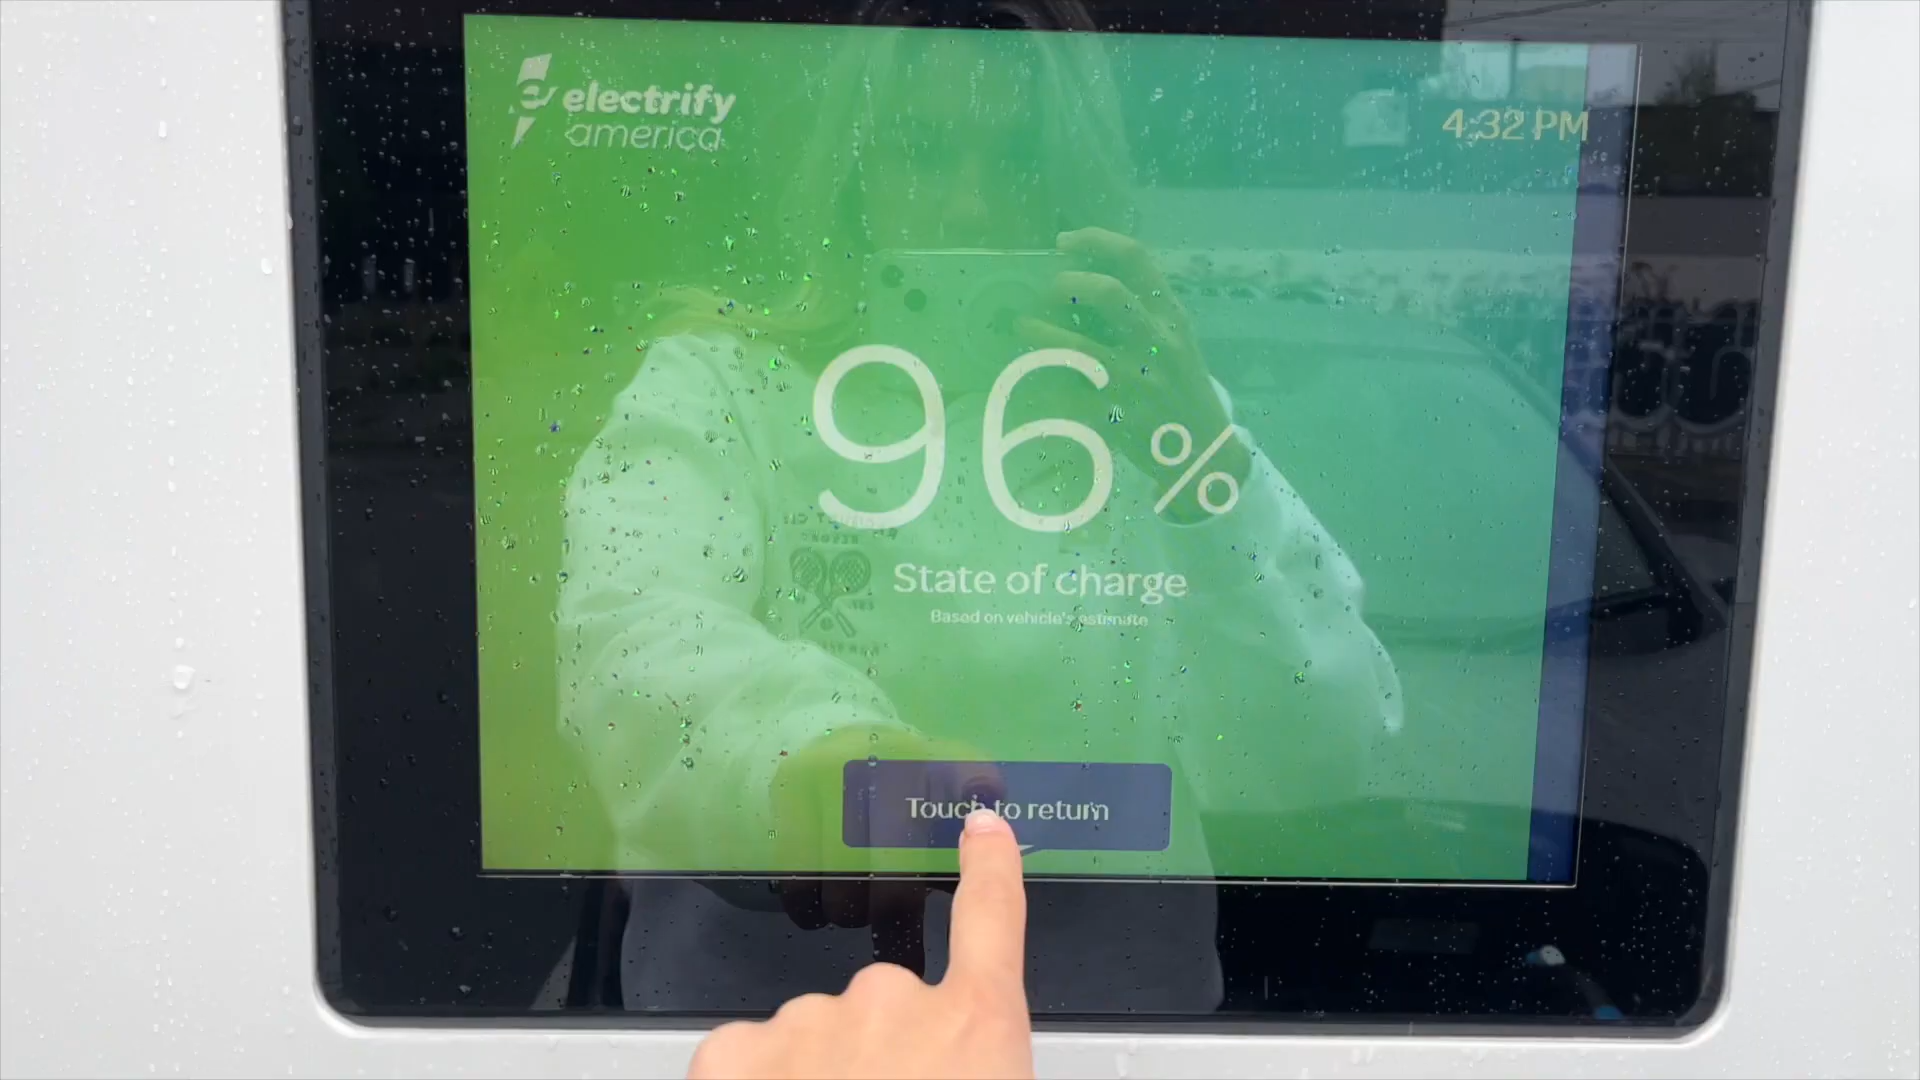 electrify
america
4:32 PM
96%
State of charge
Based on vehicle's estimate
Touch to return